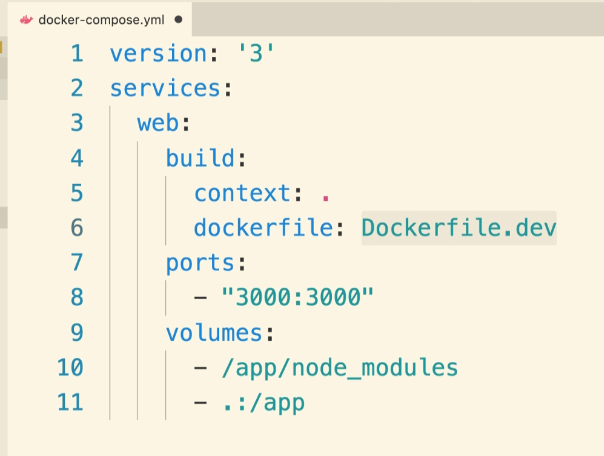 docker-compose.yml
1 version: '3'
2 services:
3   web:
4     build:
5       context: .
6       dockerfile: Dockerfile.dev
7     ports:
8       - "3000:3000"
9     volumes:
10       - /app/node_modules
11       - .:/app